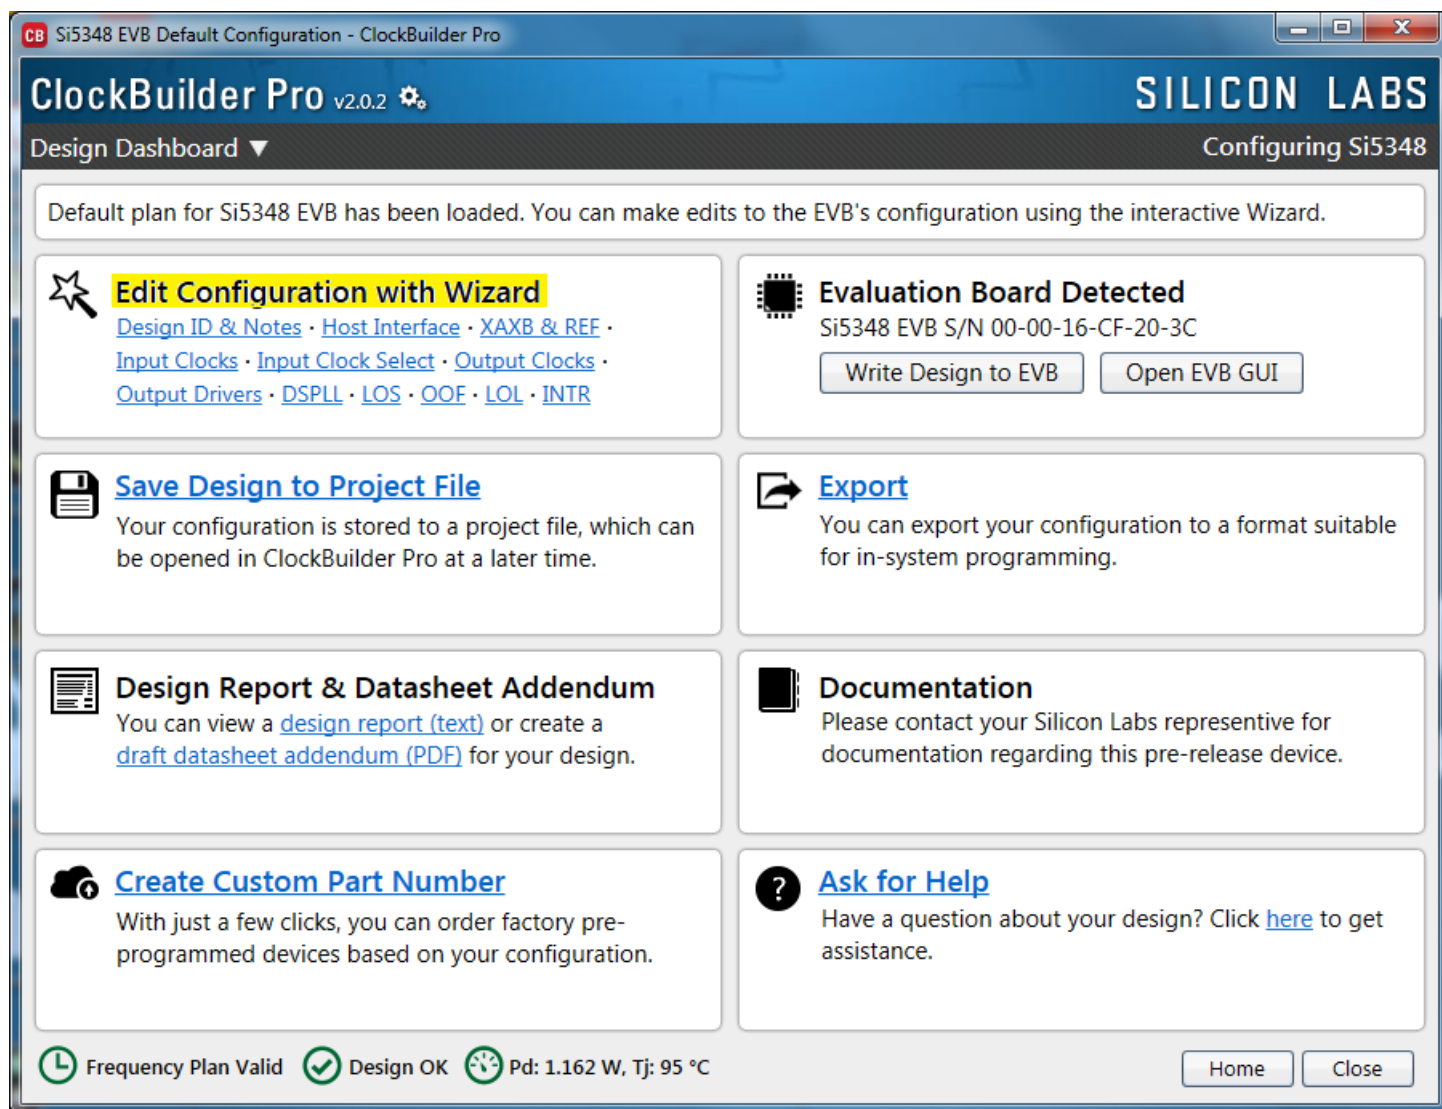 CB Si5348 EVB Default Configuration - ClockBuilder Pro
ClockBuilder Pro v2.0.2
SILICON LABS
Design Dashboard ▼
Configuring Si5348
Default plan for Si5348 EVB has been loaded. You can make edits to the EVB's configuration using the interactive Wizard.
Edit Configuration with Wizard
Design ID & Notes · Host Interface · XAXB & REF ·
Input Clocks · Input Clock Select · Output Clocks ·
Output Drivers · DSPLL · LOS · OOF · LOL · INTR
Evaluation Board Detected
Si5348 EVB S/N 00-00-16-CF-20-3C
Write Design to EVB
Open EVB GUI
Save Design to Project File
Your configuration is stored to a project file, which can
be opened in ClockBuilder Pro at a later time.
Export
You can export your configuration to a format suitable
for in-system programming.
Design Report & Datasheet Addendum
You can view a design report (text) or create a
draft datasheet addendum (PDF) for your design.
Documentation
Please contact your Silicon Labs representive for
documentation regarding this pre-release device.
Create Custom Part Number
With just a few clicks, you can order factory pre-
programmed devices based on your configuration.
Ask for Help
Have a question about your design? Click here to get
assistance.
Frequency Plan Valid
Design OK
Pd: 1.162 W, Tj: 95 °C
Home
Close